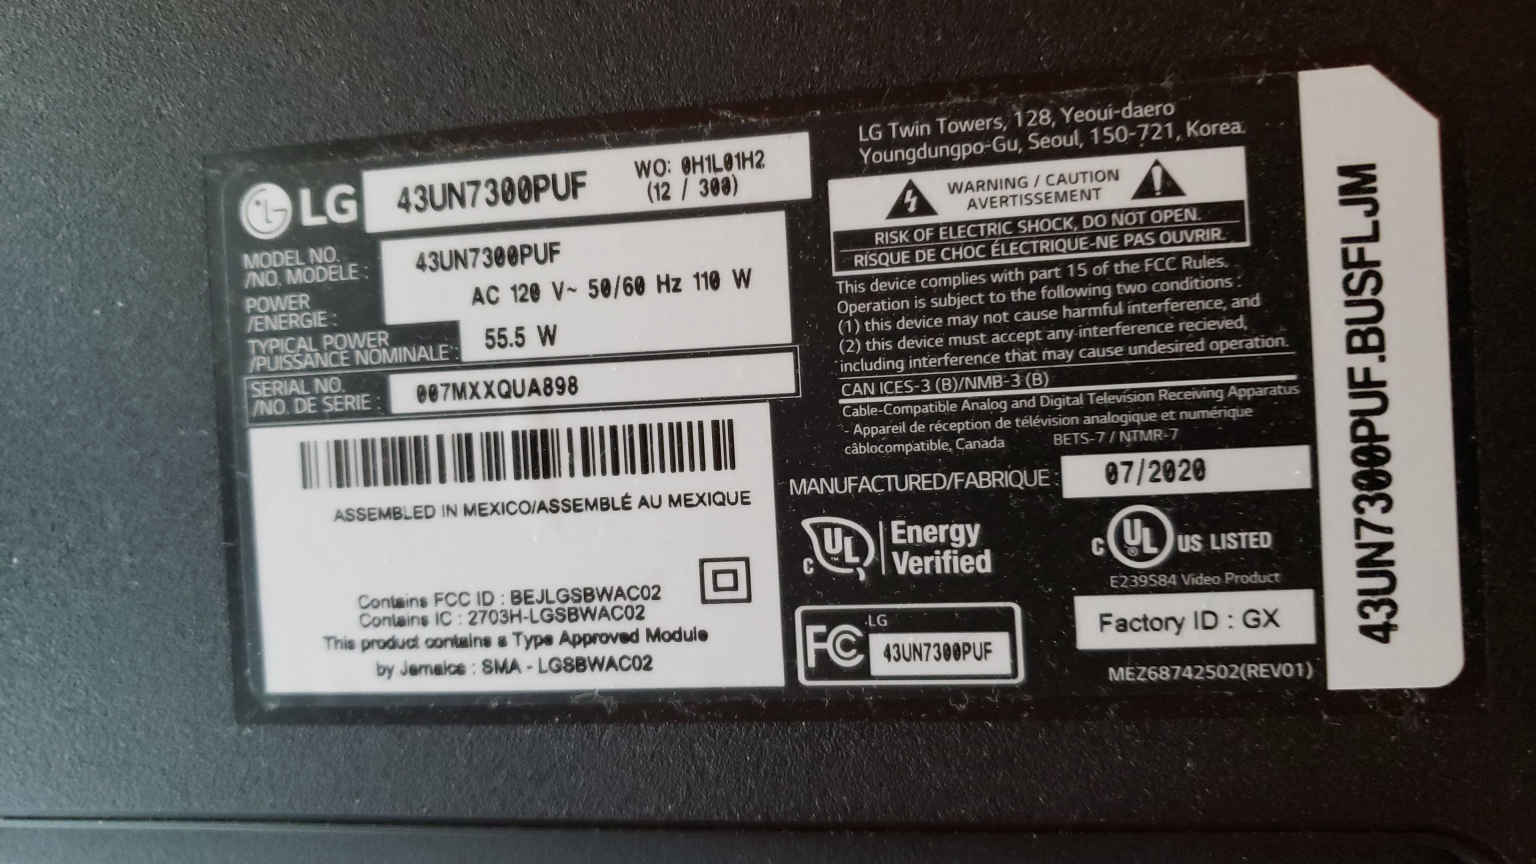 LG
43UN7300PUF
WO: 0H1L01H2
(12 / 300)
MODEL NO.
/NO. MODÈLE :
43UN7300PUF
POWER
/ÉNERGIE :
AC 120 V~ 50/60 Hz 110 W
TYPICAL POWER
/PUISSANCE NOMINALE :
55.5 W
SERIAL NO.
/NO. DE SERIE :
007MXXQUA898
ASSEMBLED IN MEXICO/ASSEMBLÉ AU MEXIQUE
Contains FCC ID : BEJLGSBWAC02
Contains IC : 2703H-LGSBWAC02
This product contains a Type Approved Module
by Jamaica : SMA - LGSBWAC02
LG Twin Towers, 128, Yeoui-daero
Youngdungpo-Gu, Seoul, 150-721, Korea.
WARNING / CAUTION
AVERTISSEMENT
RISK OF ELECTRIC SHOCK, DO NOT OPEN.
RISQUE DE CHOC ÉLECTRIQUE-NE PAS OUVRIR.
This device complies with part 15 of the FCC Rules.
Operation is subject to the following two conditions :
(1) this device may not cause harmful interference, and
(2) this device must accept any interference recieved,
including interference that may cause undesired operation.
CAN ICES-3 (B)/NMB-3 (B)
Cable-Compatible Analog and Digital Television Receiving Apparatus
- Appareil de réception de télévision analogique et numérique
câblocompatible, Canada BETS-7 / NTMR-7
MANUFACTURED/FABRIQUE :
07/2020
C UL Energy
Verified
C UL US LISTED
E239584 Video Product
FC LG
43UN7300PUF
Factory ID : GX
MEZ68742502(REV01)
43UN7300PUF.BUSFLJM